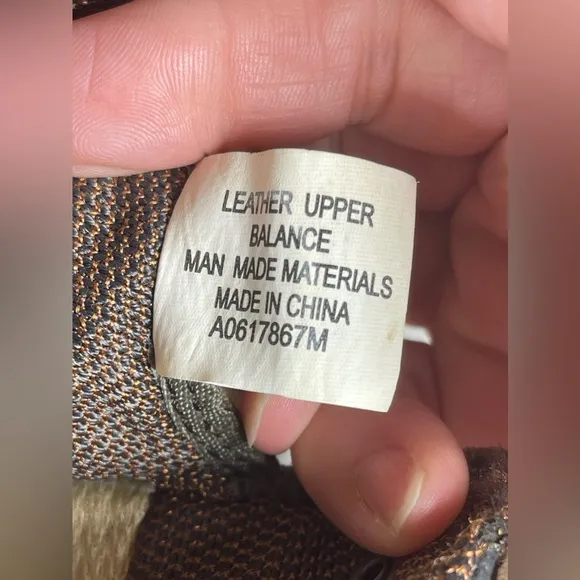 LEATHER UPPER
BALANCE
MAN MADE MATERIALS
MADE IN CHINA
A0617867M